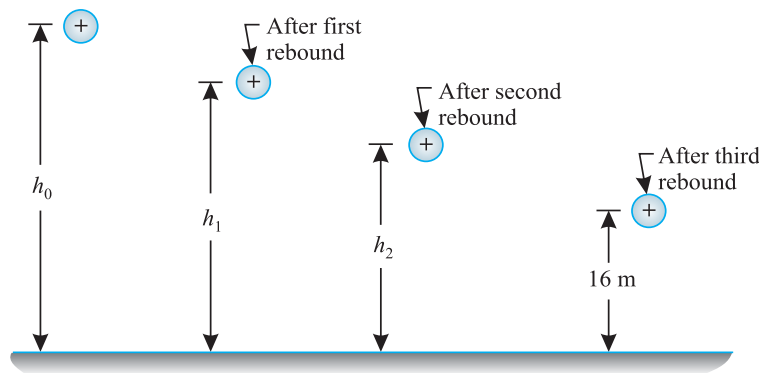 After first
rebound
After second
rebound
After third
rebound
h₀
h₁
h₂
16 m